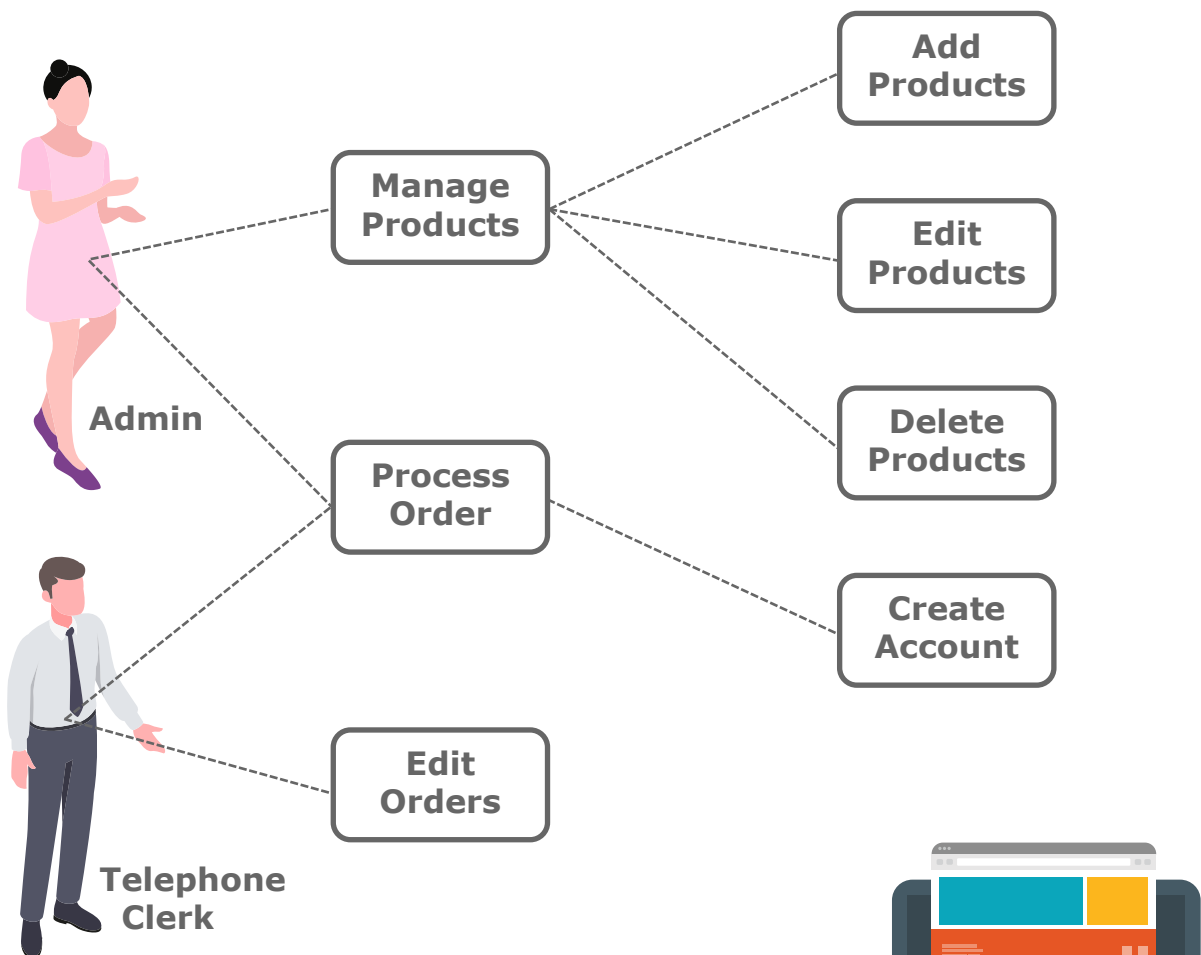 Add
Products
Manage
Products
Edit
Products
Admin
Delete
Products
Process
Order
Create
Account
Edit
Orders
Telephone
Clerk